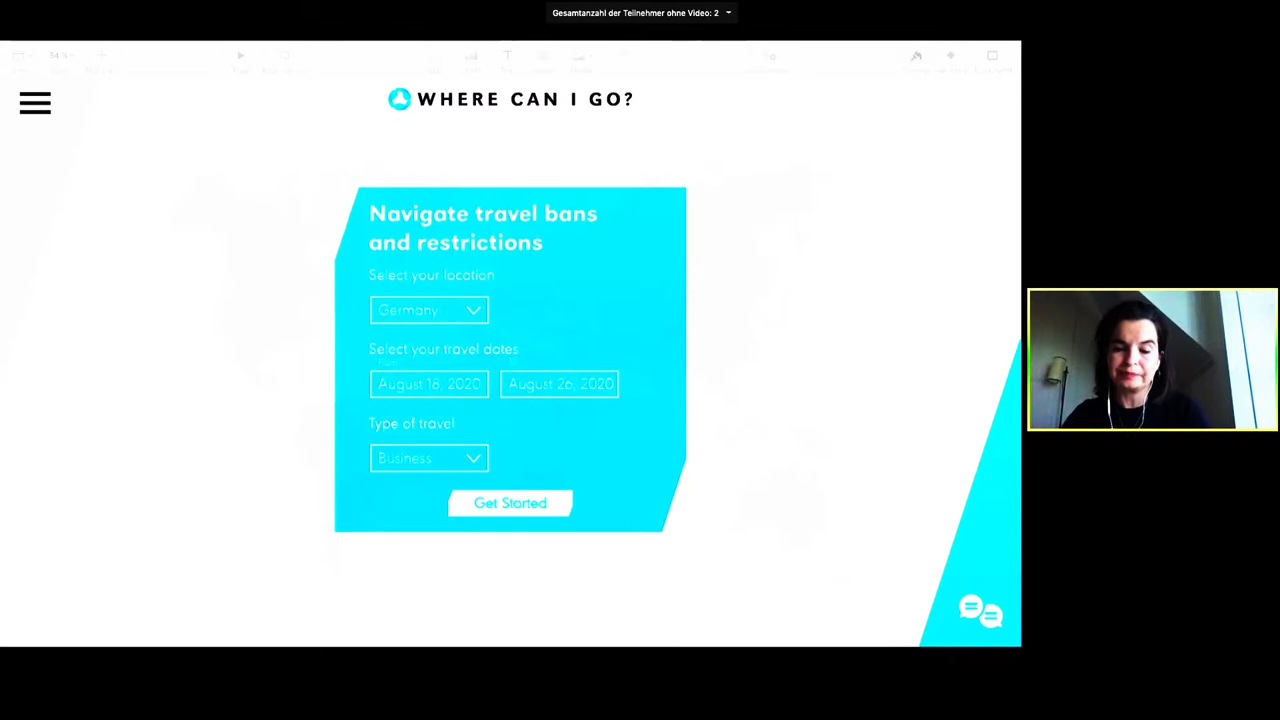 Gesamtanzahl der Teilnehmer ohne Video: 2
54 %
WHERE CAN I GO?
Navigate travel bans
and restrictions
Select your location
Germany
Select your travel dates
August 18, 2020 August 26, 2020
Type of travel
Business
Get Started